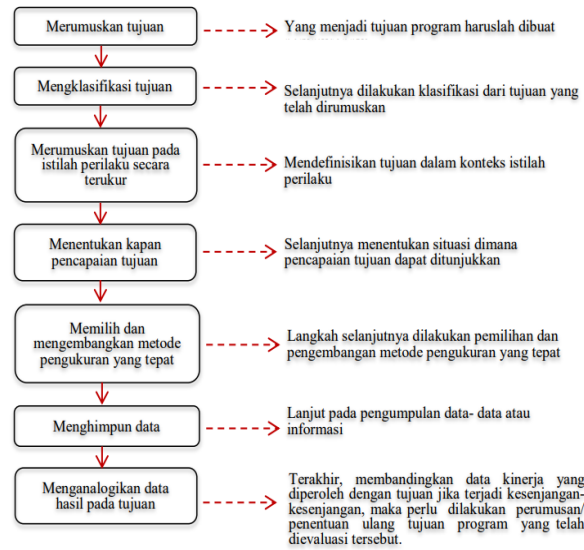 Merumuskan tujuan
Yang menjadi tujuan program haruslah dibuat
Mengklasifikasi tujuan
Selanjutnya dilakukan klasifikasi dari tujuan yang
telah dirumuskan
Merumuskan tujuan pada
istilah perilaku secara
terukur
Mendefinisikan tujuan dalam konteks istilah
perilaku
Menentukan kapan
pencapaian tujuan
Selanjutnya menentukan situasi dimana
pencapaian tujuan dapat ditunjukkan
Memilih dan
mengembangkan metode
pengukuran yang tepat
Langkah selanjutnya dilakukan pemilihan dan
pengembangan metode pengukuran yang tepat
Menghimpun data
Lanjut pada pengumpulan data- data atau
informasi
Menganalogikan data
hasil pada tujuan
Terakhir, membandingkan data kinerja yang
diperoleh dengan tujuan jika terjadi kesenjangan-
kesenjangan, maka perlu dilakukan perumusan/
penentuan ulang tujuan program yang telah
dievaluasi tersebut.